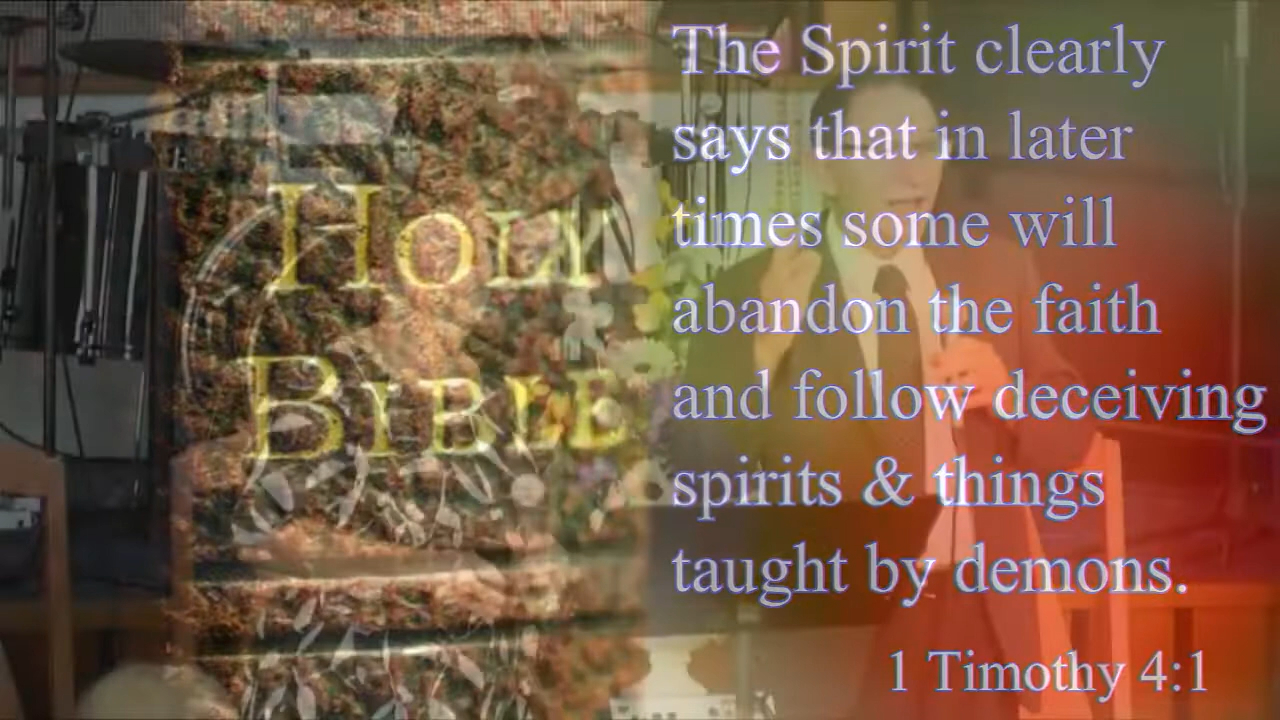 HOLY
BIBLE
The Spirit clearly
says that in later
times some will
abandon the faith
and follow deceiving
spirits & things
taught by demons.
1 Timothy 4:1